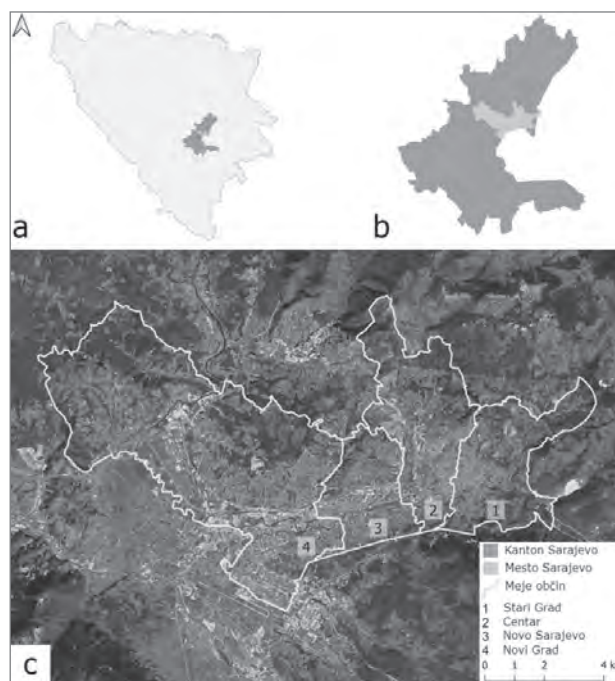 a
b
c
4
3
2
1
Kanton Sarajevo
Mesto Sarajevo
Meje občin
1 Stari Grad
2 Centar
3 Novo Sarajevo
4 Novi Grad
0 1 2 4 k